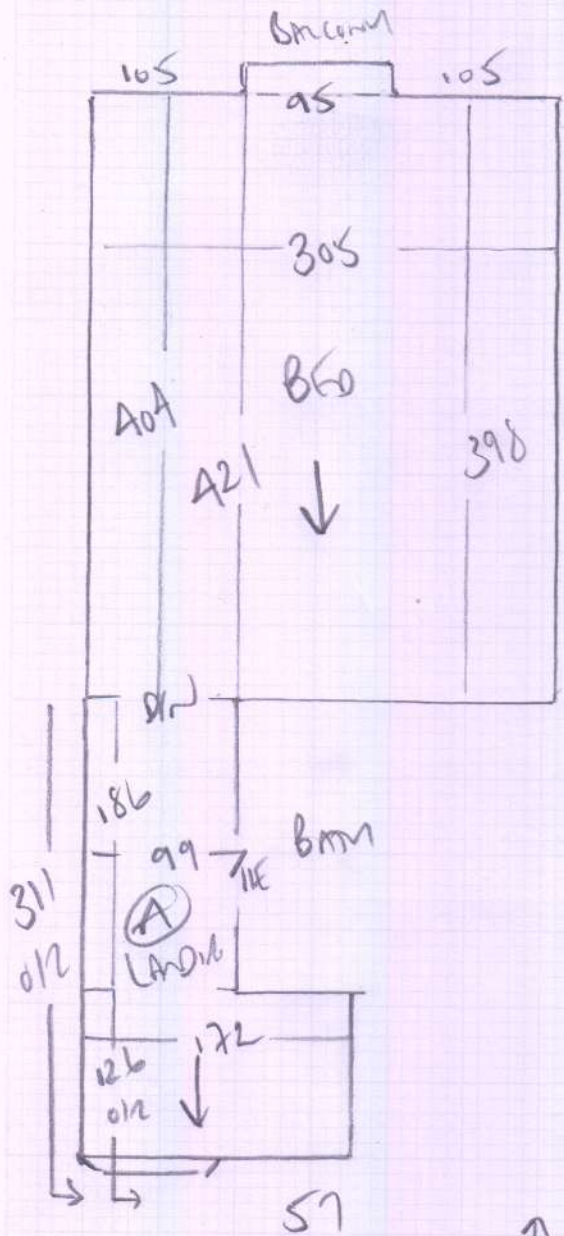 BALCONY
105
105
95
305
BED
404
421
398
D/W
186
99
BATH
311
O/R
A
LANDING
172
126
O/R
57